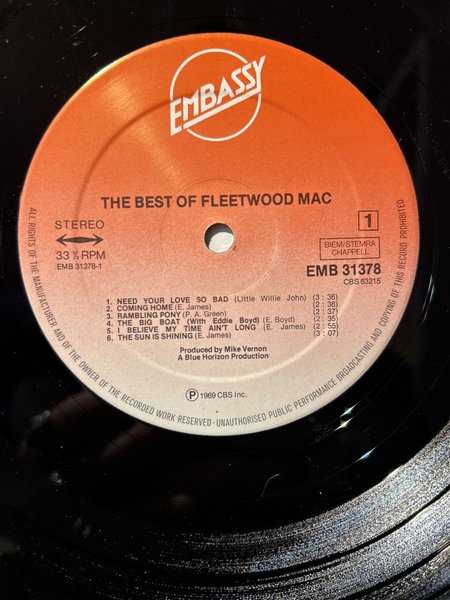 EMBASSY
THE BEST OF FLEETWOOD MAC
STEREO
33 ⅓ RPM
EMB 31378-1
1
BIEM/STEMRA
CHAPPELL
EMB 31378
CBS 63215
1. NEED YOUR LOVE SO BAD (Little Willie John) (3 : 36)
2. COMING HOME (E. James) (2 : 38)
3. RAMBLING PONY (P. A. Green) (2 : 37)
4. THE BIG BOAT (With Eddie Boyd) (E. Boyd) (2 : 35)
5. I BELIEVE MY TIME AIN'T LONG (E. James) (2 : 55)
6. THE SUN IS SHINING (E. James) (3 : 07)
Produced by Mike Vernon
A Blue Horizon Production
Ⓟ 1969 CBS Inc.
ALL RIGHTS OF THE MANUFACTURER AND OF THE OWNER OF THE RECORDED WORK RESERVED · UNAUTHORISED PUBLIC PERFORMANCE BROADCASTING AND COPYING OF THIS RECORD PROHIBITED